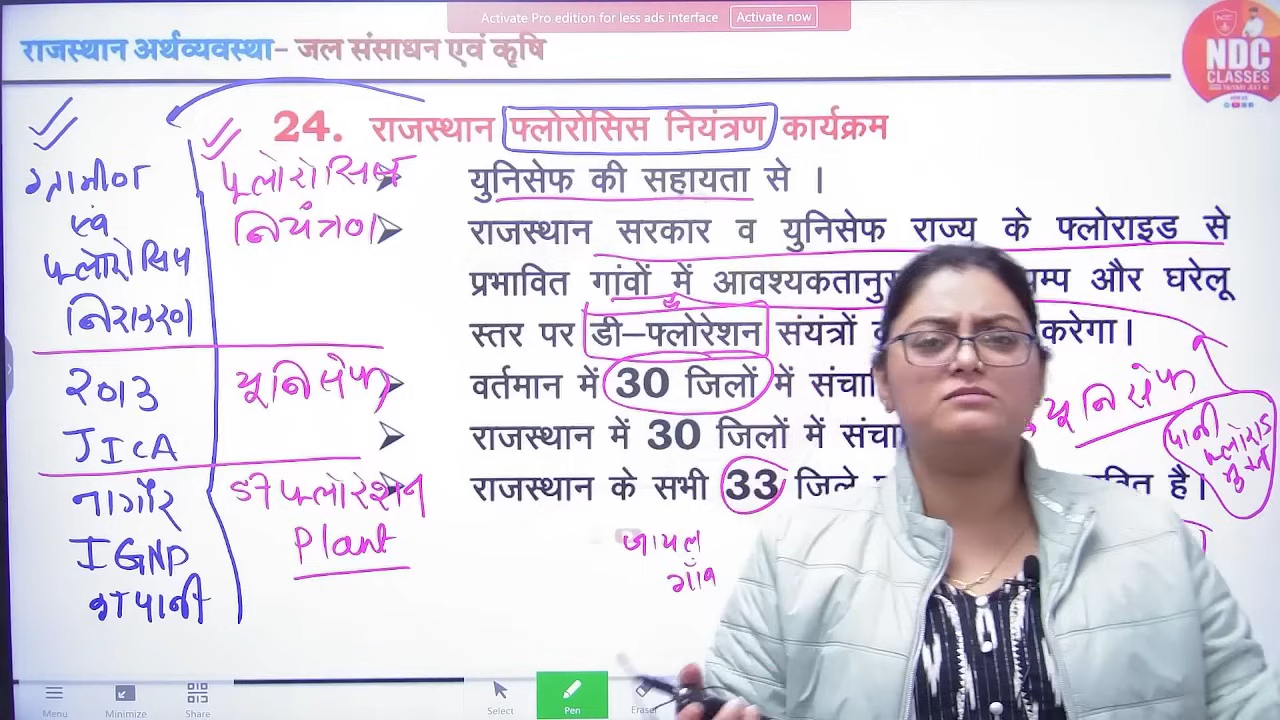 Activate Pro edition for less ads interface Activate now
राजस्थान अर्थव्यवस्था– जल संसाधन एवं कृषि
NDC
CLASSES
24. राजस्थान फ्लोरोसिस नियंत्रण कार्यक्रम
युनिसेफ की सहायता से ।
राजस्थान सरकार व युनिसेफ राज्य के फ्लोराइड से
प्रभावित गांवों में आवश्यकतानुस म्प और घरेलू
स्तर पर डी–फ्लोरेशन संयंत्रों करेगा।
वर्तमान में 30 जिलों में संचा
राजस्थान में 30 जिलों में संचा
राजस्थान के सभी 33 जिले है।
ग्रामीण
एवं
फ्लोरोसिस
निराकरण
2013
JICA
नागौर
IGNP
का पानी
फ्लोरोसिस
नियंत्रण
यूनिसेफ
डी फ्लोरेशन
Plant
यूनिसेफ
पानी
फ्लोराइड
मुक्त
जायल
गाँव
Menu
Minimize
Share
Select
Pen
Eraser